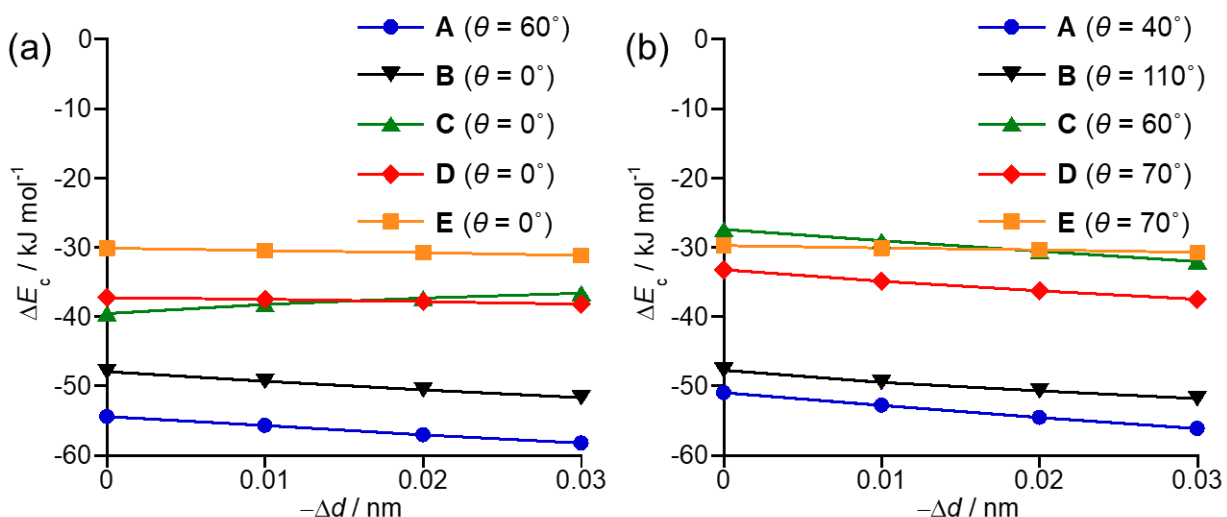 (a)
A (θ = 60°)
B (θ = 0°)
C (θ = 0°)
D (θ = 0°)
E (θ = 0°)
0
-10
-20
-30
-40
-50
-60
ΔEc / kJ mol-1
0
0.01
0.02
0.03
−Δd / nm
(b)
A (θ = 40°)
B (θ = 110°)
C (θ = 60°)
D (θ = 70°)
E (θ = 70°)
0
-10
-20
-30
-40
-50
-60
ΔEc / kJ mol-1
0
0.01
0.02
0.03
−Δd / nm